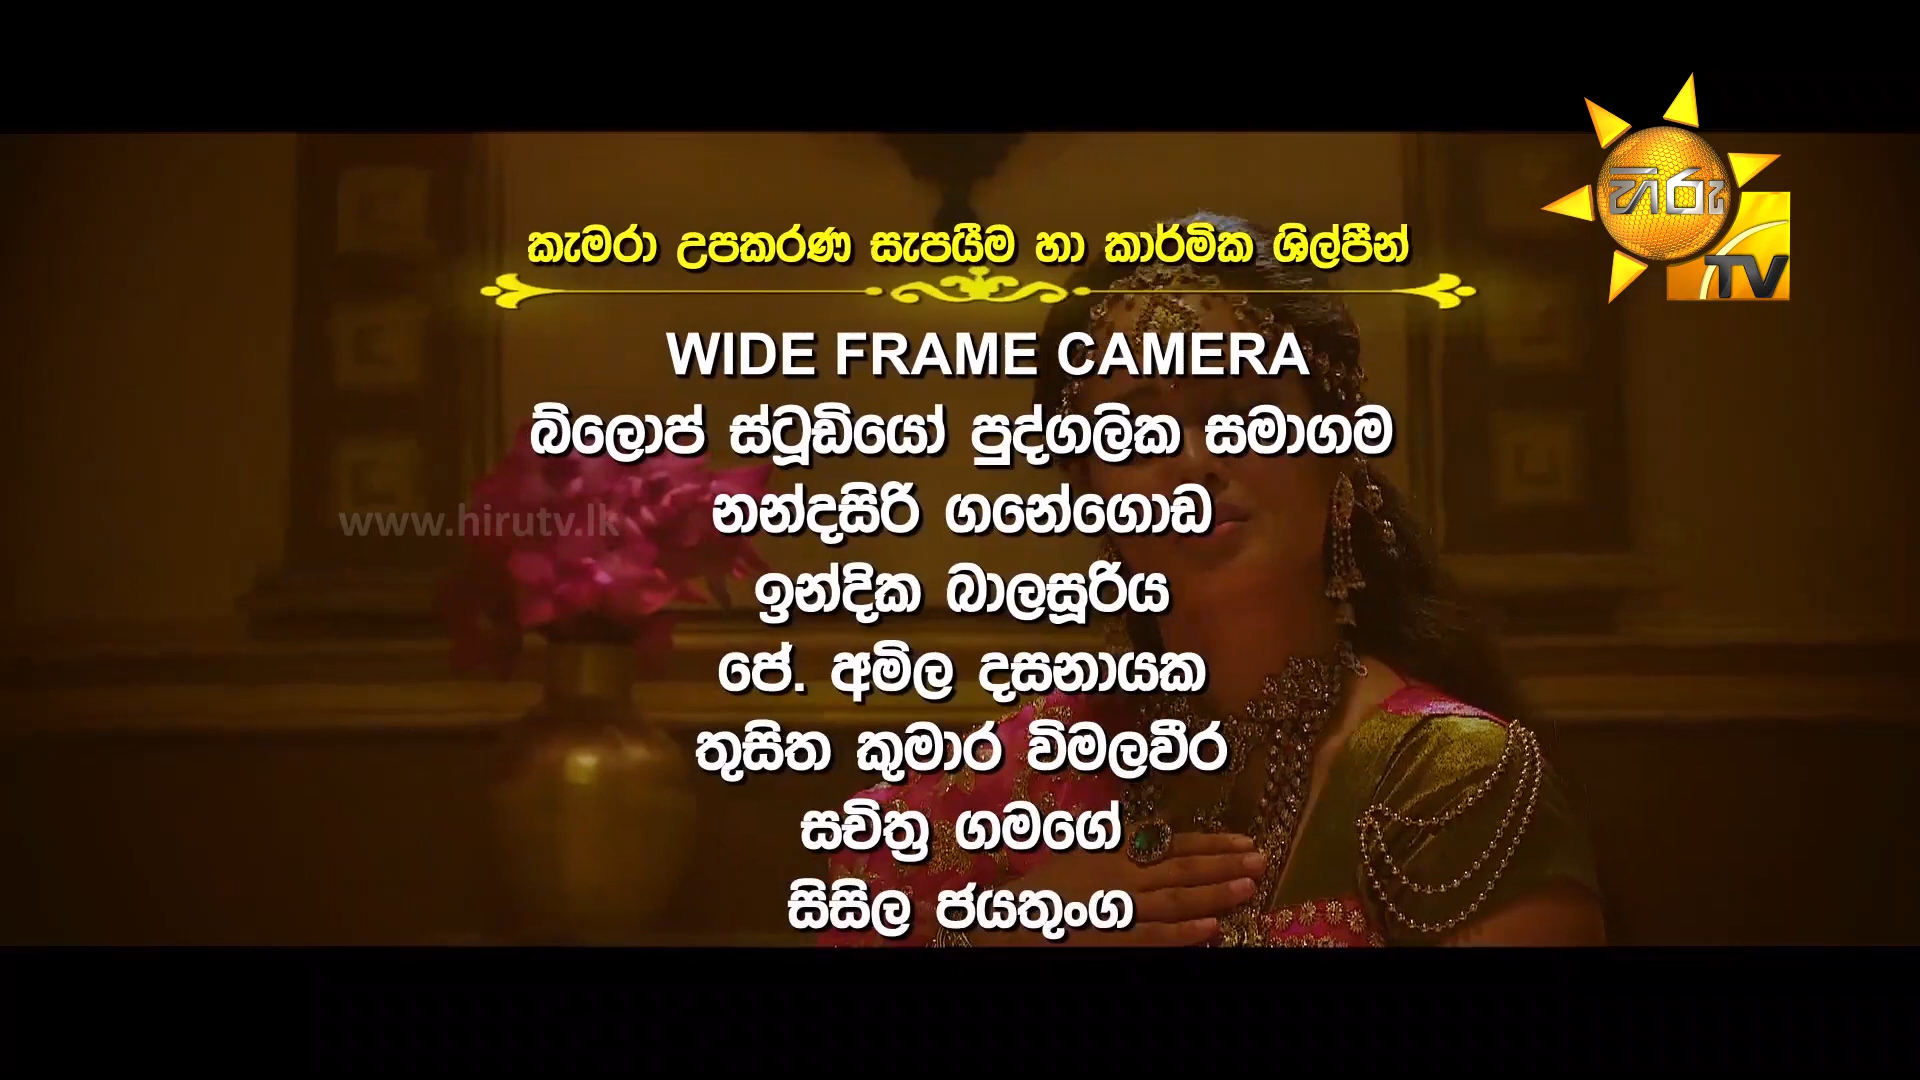 හිරු
TV
කැමරා උපකරණ සැපයීම හා කාර්මික ශිල්පීන්
WIDE FRAME CAMERA
බ්ලොප් ස්ටූඩියෝ පුද්ගලික සමාගම
නන්දසිරි ගනේගොඩ
www.hirutv.lk
ඉන්දික බාලසූරිය
ජේ. අමිල දසනායක
තුසිත කුමාර විමලවීර
සචිත්‍ර ගමගේ
සිසිල ජයතුංග